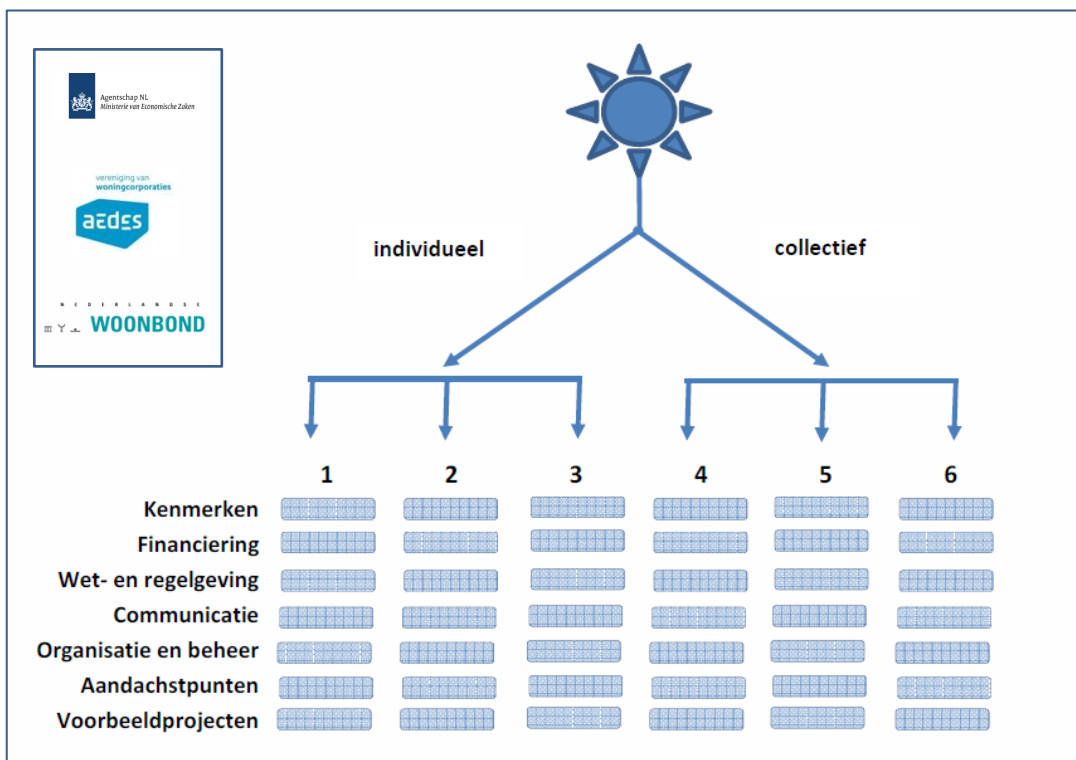 Agentschap NL
Ministerie van Economische Zaken
vereniging van
woningcorporaties
aedes
NEDERLANDSE
WOONBOND
individueel
collectief
1 2 3 4 5 6
Kenmerken
Financiering
Wet- en regelgeving
Communicatie
Organisatie en beheer
Aandachstpunten
Voorbeeldprojecten